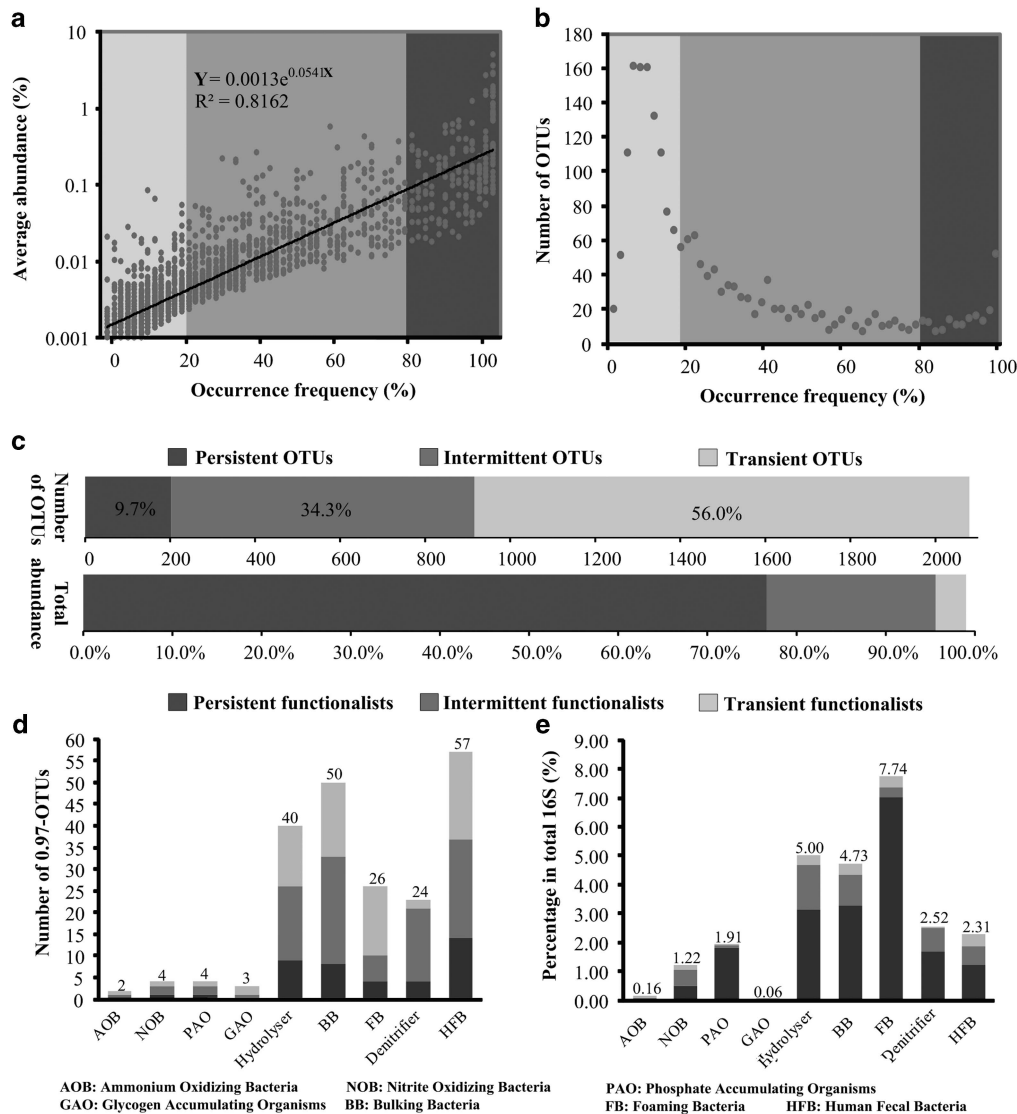 a
Average abundance (%)
10
1
0.1
0.01
0.001
Y= 0.0013e^0.0541X
R² = 0.8162
0 20 40 60 80 100
Occurrence frequency (%)
b
Number of OTUs
180
160
140
120
100
80
60
40
20
0
0 20 40 60 80 100
Occurrence frequency (%)
c
Persistent OTUs Intermittent OTUs Transient OTUs
Number
of OTUs
9.7% 34.3% 56.0%
0 200 400 600 800 1000 1200 1400 1600 1800 2000
Total
abundance
0.0% 10.0% 20.0% 30.0% 40.0% 50.0% 60.0% 70.0% 80.0% 90.0% 100.0%
Persistent functionalists Intermittent functionalists Transient functionalists
d
Number of 0.97-OTUs
60
55
50
45
40
35
30
25
20
15
10
5
0
2 4 4 3 40 50 26 24 57
AOB NOB PAO GAO Hydrolyser BB FB Denitrifier HFB
e
Percentage in total 16S (%)
9.00
8.00
7.00
6.00
5.00
4.00
3.00
2.00
1.00
0.00
0.16 1.22 1.91 0.06 5.00 4.73 7.74 2.52 2.31
AOB NOB PAO GAO Hydrolyser BB FB Denitrifier HFB
AOB: Ammonium Oxidizing Bacteria NOB: Nitrite Oxidizing Bacteria PAO: Phosphate Accumulating Organisms
GAO: Glycogen Accumulating Organisms BB: Bulking Bacteria FB: Foaming Bacteria HFB: Human Fecal Bacteria